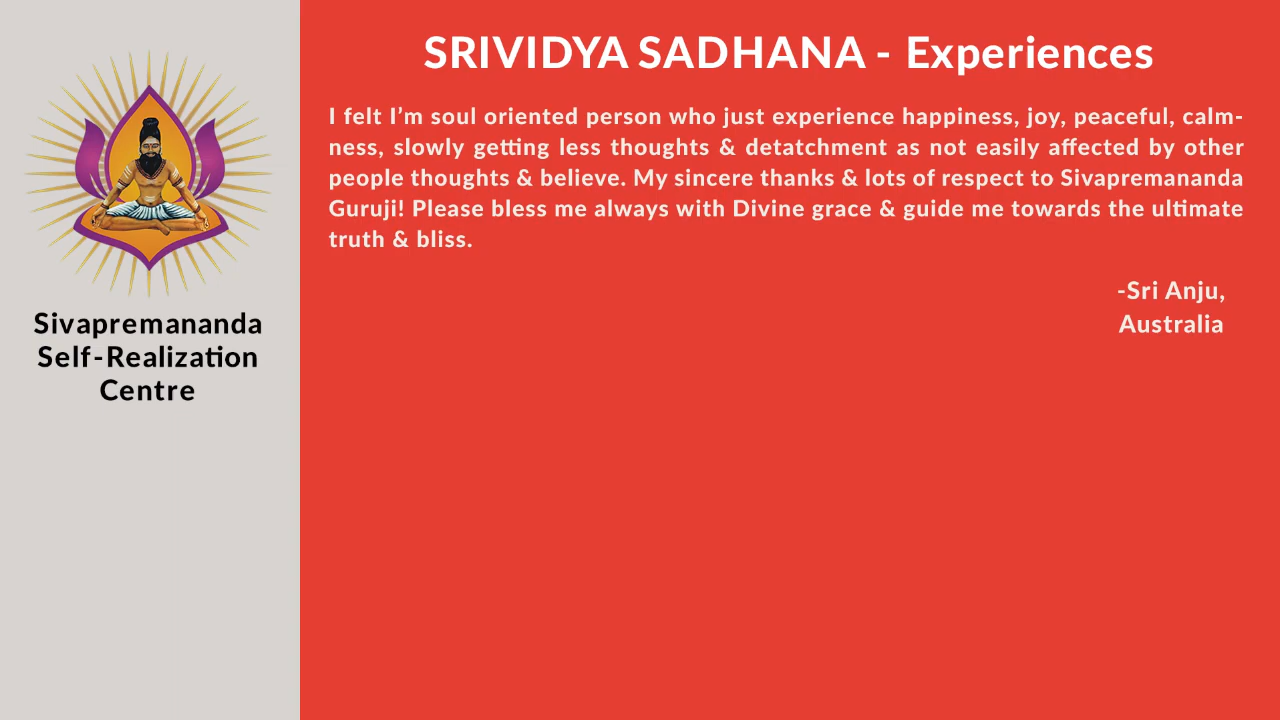 SRIVIDYA SADHANA - Experiences
I felt I’m soul oriented person who just experience happiness, joy, peaceful, calm-
ness, slowly getting less thoughts & detatchment as not easily affected by other
people thoughts & believe. My sincere thanks & lots of respect to Sivapremananda
Guruji! Please bless me always with Divine grace & guide me towards the ultimate
truth & bliss.
-Sri Anju,
Australia
Sivapremananda
Self-Realization
Centre